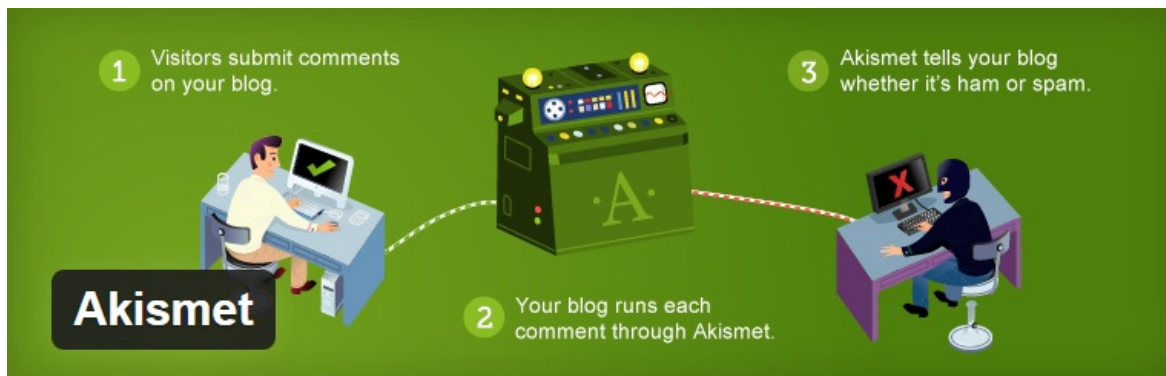 1
Visitors submit comments
on your blog.
A
3
Akismet tells your blog
whether it's ham or spam.
2
Your blog runs each
comment through Akismet.
Akismet